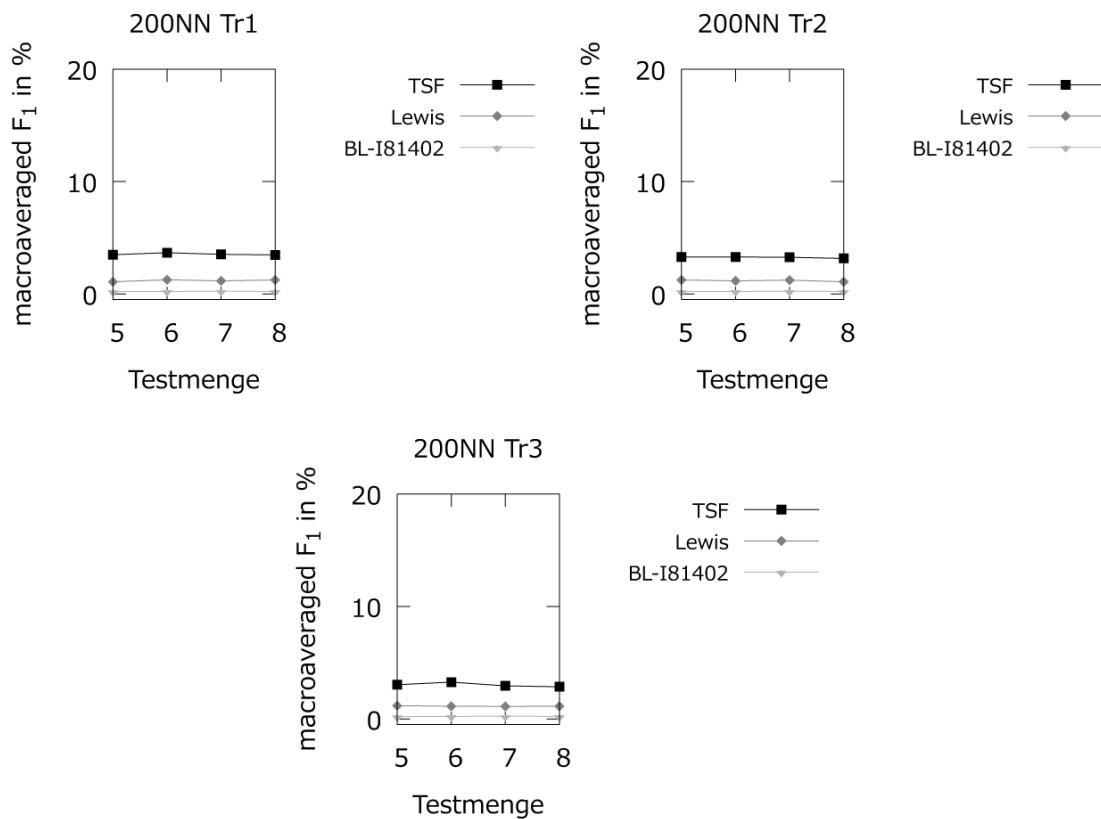 200NN Tr1
macroaveraged F₁ in %
20
10
0
5 6 7 8
Testmenge
TSF
Lewis
BL-I81402
200NN Tr2
macroaveraged F₁ in %
20
10
0
5 6 7 8
Testmenge
TSF
Lewis
BL-I81402
200NN Tr3
macroaveraged F₁ in %
20
10
0
5 6 7 8
Testmenge
TSF
Lewis
BL-I81402